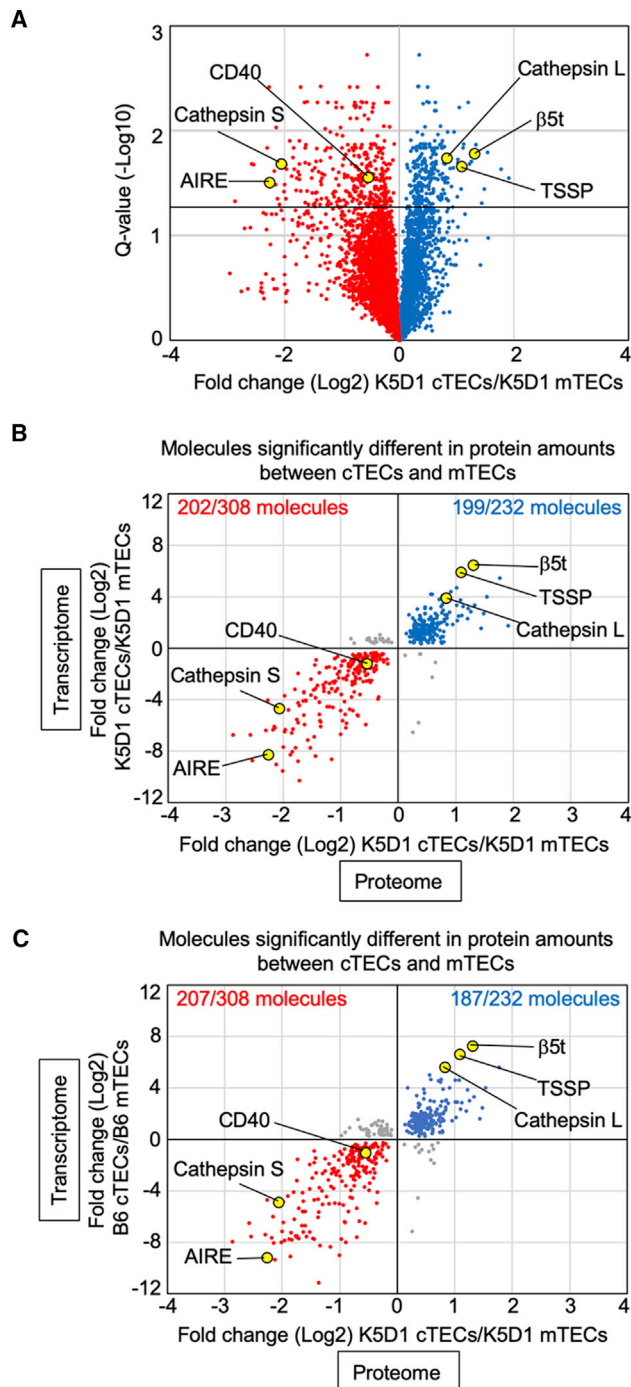 A
3
2
1
0
Q-value (-Log10)
CD40
Cathepsin S
AIRE
Cathepsin L
β5t
TSSP
-4
-2
0
2
4
Fold change (Log2) K5D1 cTECs/K5D1 mTECs
B
Molecules significantly different in protein amounts
between cTECs and mTECs
12
8
4
0
-4
-8
-12
Transcriptome
Fold change (Log2)
K5D1 cTECs/K5D1 mTECs
202/308 molecules
199/232 molecules
β5t
TSSP
Cathepsin L
CD40
Cathepsin S
AIRE
-4
-3
-2
-1
0
1
2
3
4
Fold change (Log2) K5D1 cTECs/K5D1 mTECs
Proteome
C
Molecules significantly different in protein amounts
between cTECs and mTECs
12
8
4
0
-4
-8
-12
Transcriptome
Fold change (Log2)
B6 cTECs/B6 mTECs
207/308 molecules
187/232 molecules
β5t
TSSP
Cathepsin L
CD40
Cathepsin S
AIRE
-4
-3
-2
-1
0
1
2
3
4
Fold change (Log2) K5D1 cTECs/K5D1 mTECs
Proteome